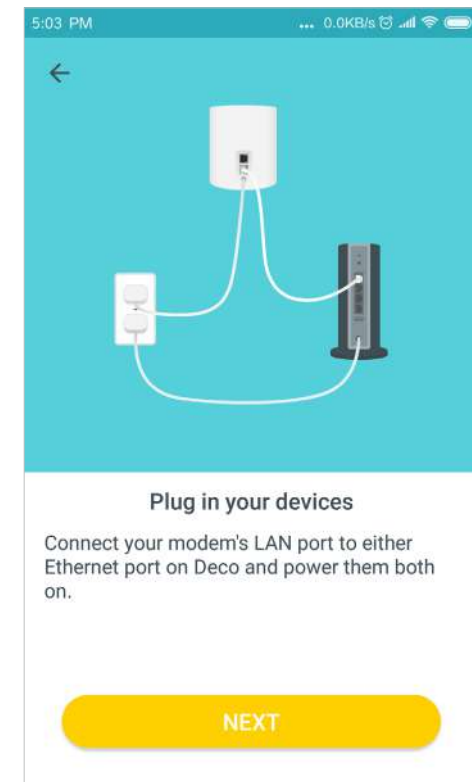 5:03 PM ... 0.0KB/s
Plug in your devices
Connect your modem's LAN port to either
Ethernet port on Deco and power them both
on.
NEXT